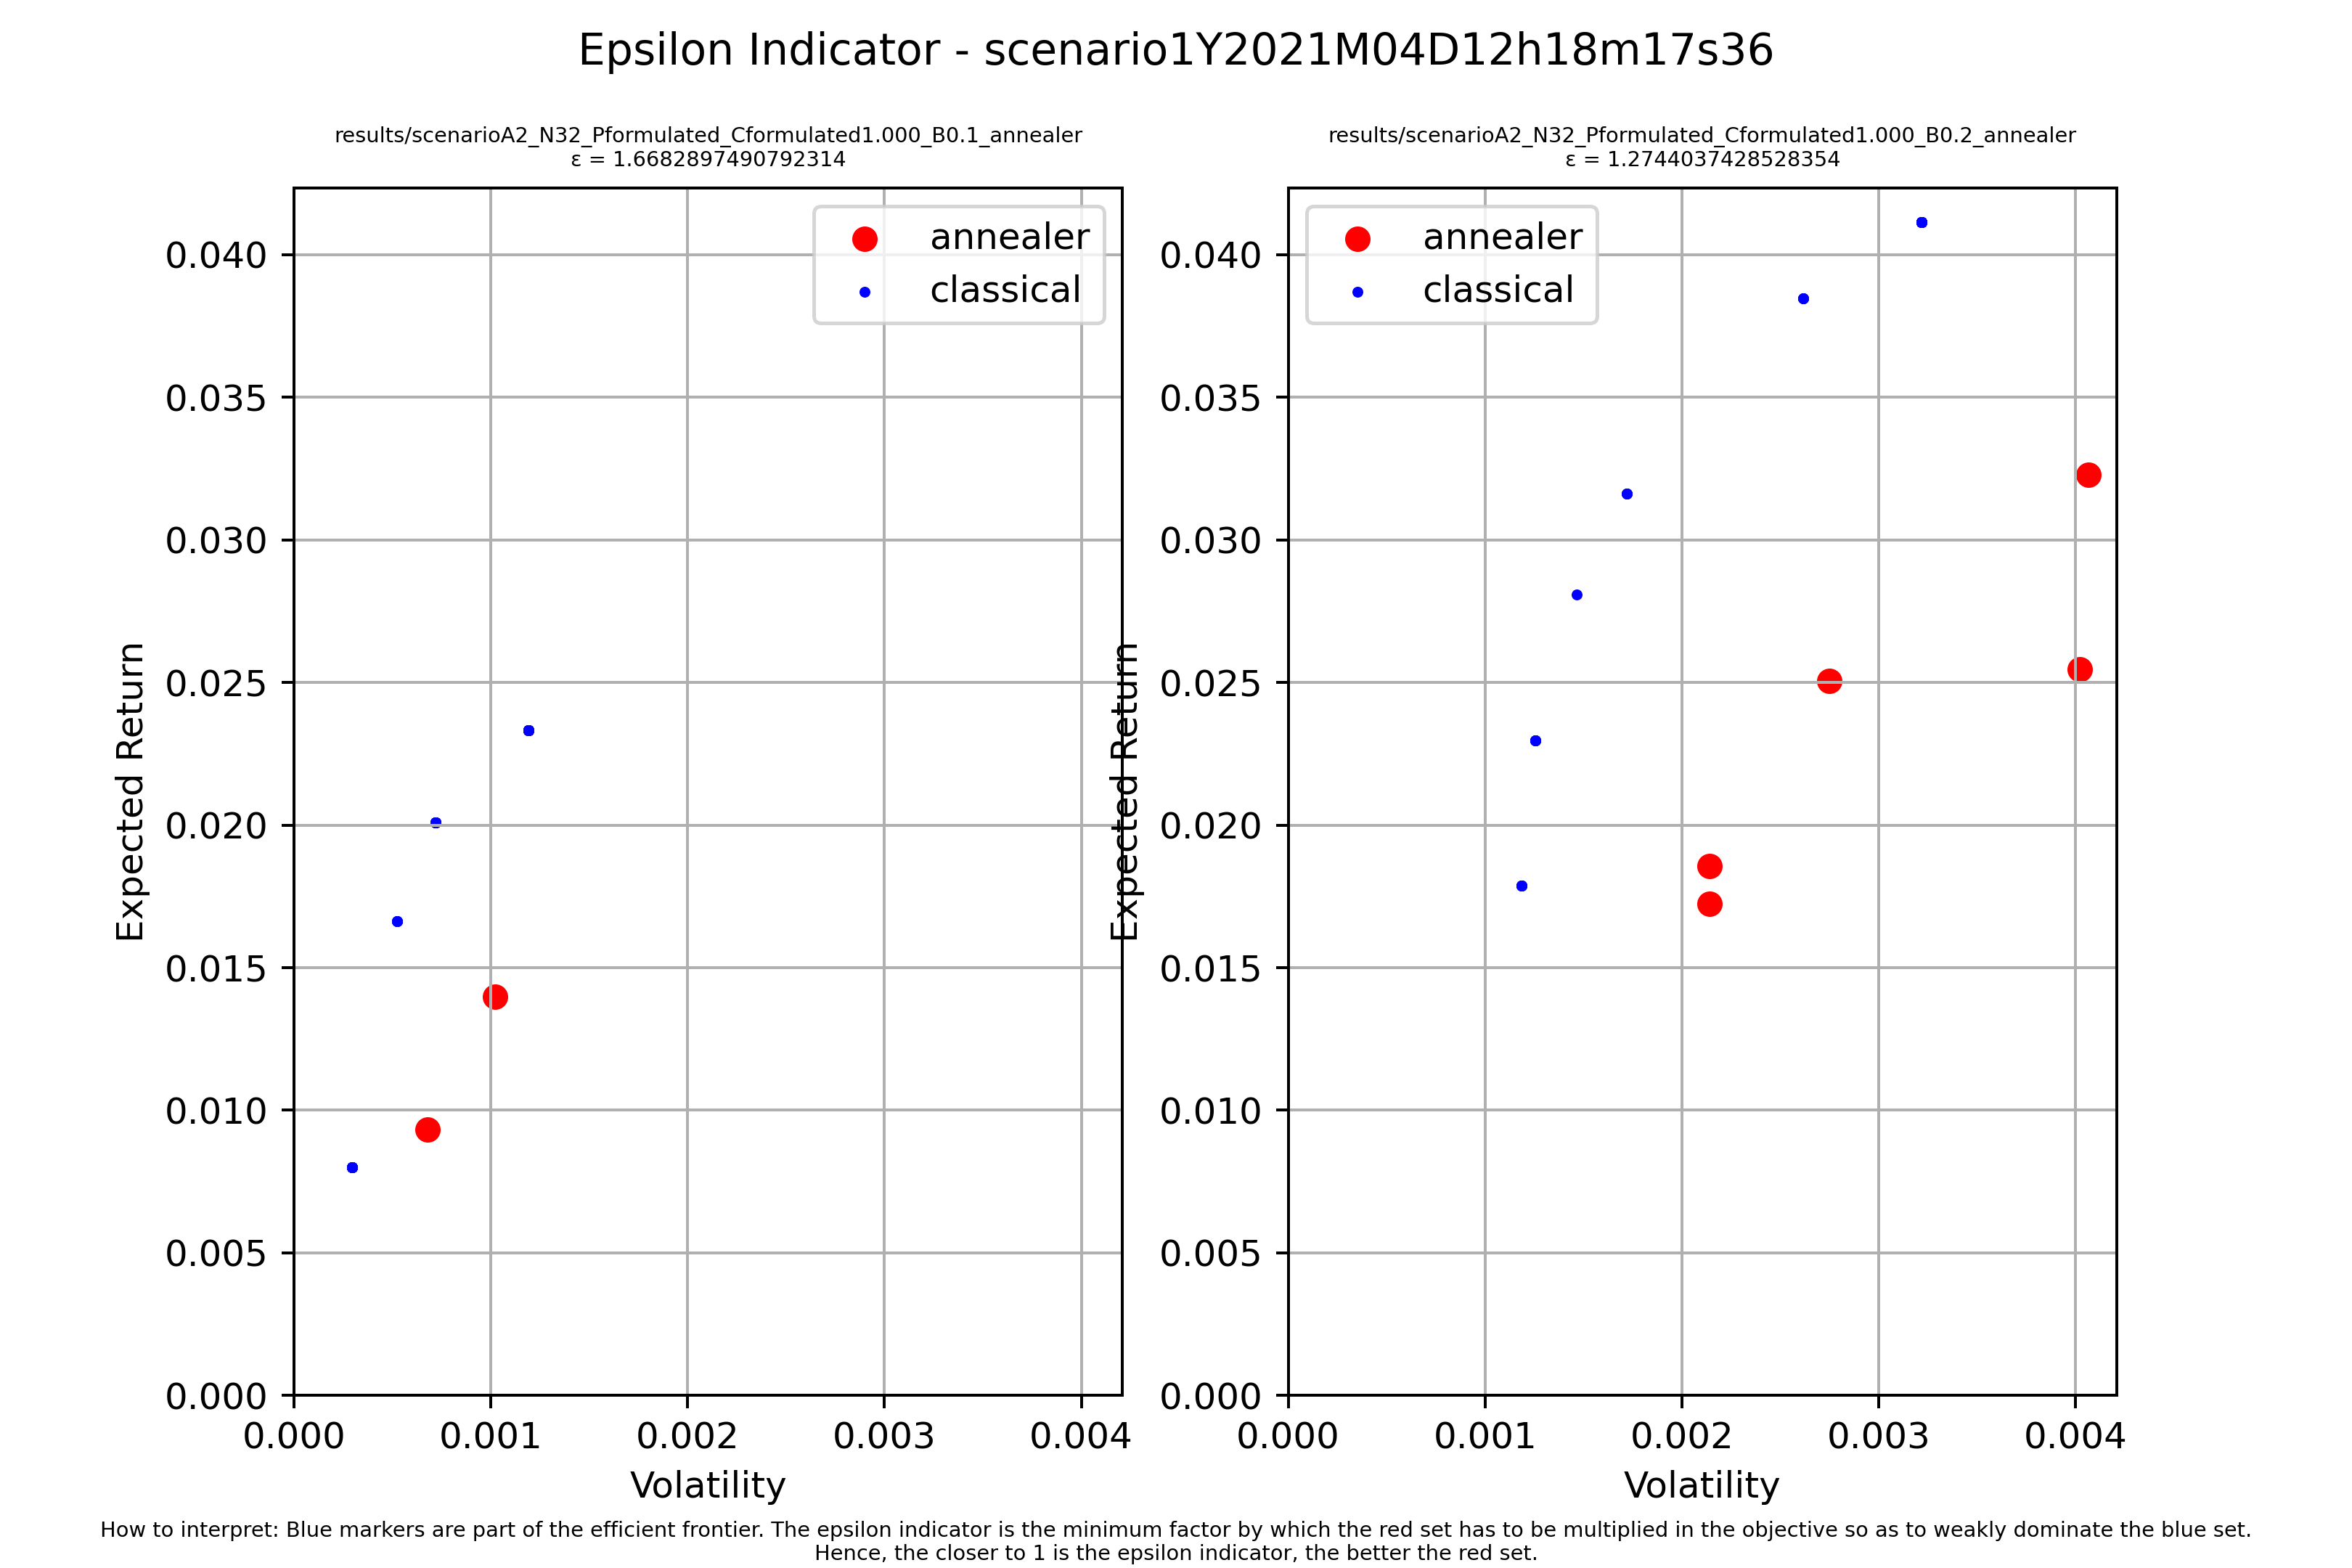 Epsilon Indicator - scenario1Y2021M04D12h18m17s36
results/scenarioA2_N32_Pformulated_Cformulated1.000_B0.1_annealer
ε = 1.6682897490792314
annealer
classical
0.040
0.035
0.030
0.025
0.020
0.015
0.010
0.005
0.000
Expected Return
0.000
0.001
0.002
0.003
0.004
Volatility
results/scenarioA2_N32_Pformulated_Cformulated1.000_B0.2_annealer
ε = 1.2744037428528354
annealer
classical
0.040
0.035
0.030
0.025
0.020
0.015
0.010
0.005
0.000
Expected Return
0.000
0.001
0.002
0.003
0.004
Volatility
How to interpret: Blue markers are part of the efficient frontier. The epsilon indicator is the minimum factor by which the red set has to be multiplied in the objective so as to weakly dominate the blue set.
Hence, the closer to 1 is the epsilon indicator, the better the red set.